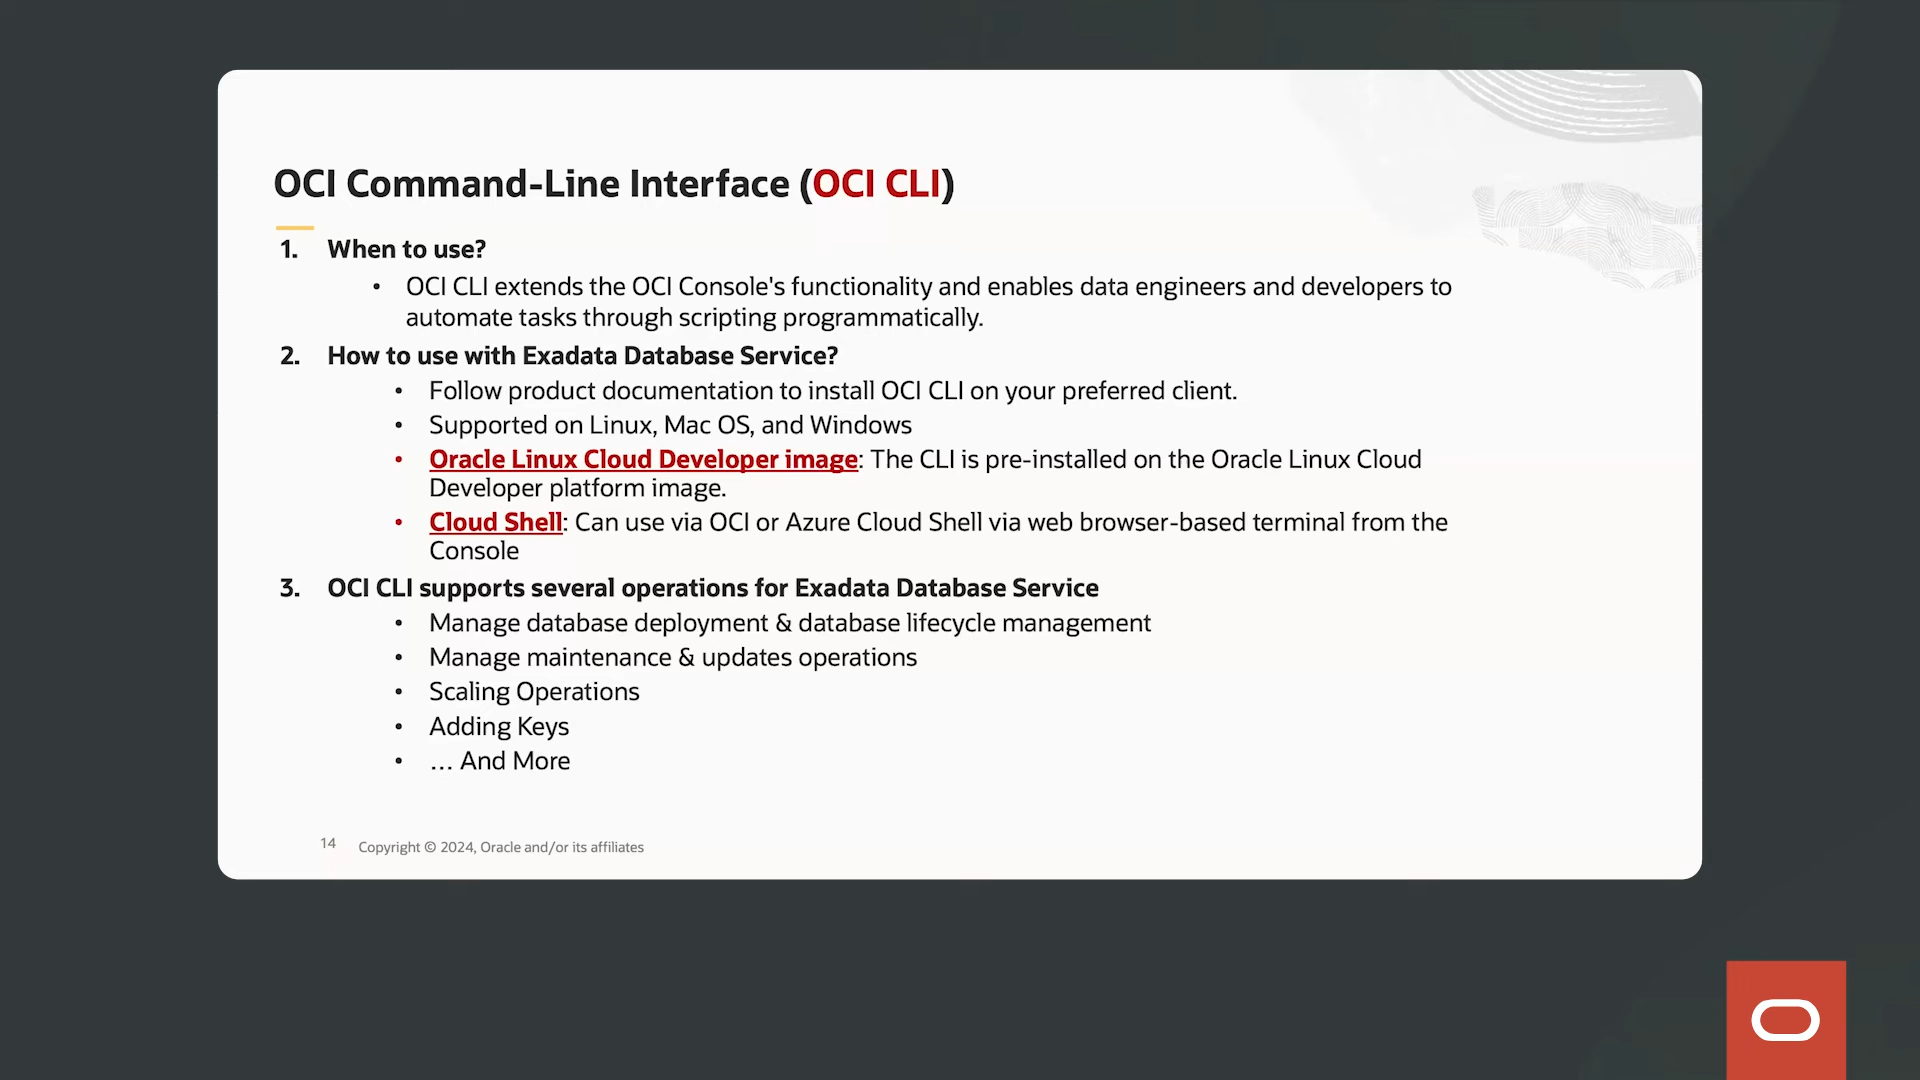 OCI Command-Line Interface (OCI CLI)
1. When to use?
• OCI CLI extends the OCI Console's functionality and enables data engineers and developers to
automate tasks through scripting programmatically.
2. How to use with Exadata Database Service?
• Follow product documentation to install OCI CLI on your preferred client.
• Supported on Linux, Mac OS, and Windows
• Oracle Linux Cloud Developer image: The CLI is pre-installed on the Oracle Linux Cloud
Developer platform image.
• Cloud Shell: Can use via OCI or Azure Cloud Shell via web browser-based terminal from the
Console
3. OCI CLI supports several operations for Exadata Database Service
• Manage database deployment & database lifecycle management
• Manage maintenance & updates operations
• Scaling Operations
• Adding Keys
• … And More
14 Copyright © 2024, Oracle and/or its affiliates